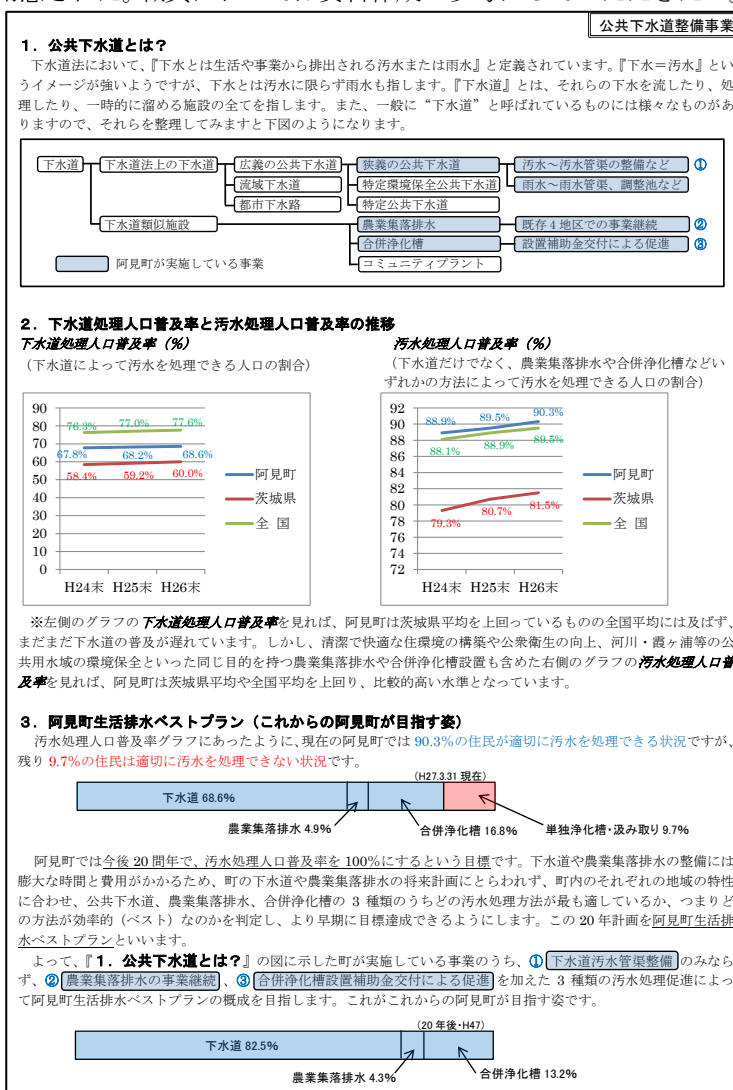 公共下水道整備事業
1．公共下水道とは？
下水道法において、『下水とは生活や事業から排出される汚水または雨水』と定義されています。『下水＝汚水』とい
うイメージが強いようですが、下水とは汚水に限らず雨水も指します。『下水道』とは、それらの下水を流したり、処
理したり、一時的に溜める施設の全てを指します。また、一般に“下水道”と呼ばれているものには様々なものがあ
りますので、それらを整理してみますと下図のようになります。
下水道 下水道法上の下水道 広義の公共下水道 狭義の公共下水道 汚水～汚水管渠の整備など ①
流域下水道 特定環境保全公共下水道 雨水～雨水管渠、調整池など
都市下水路 特定公共下水道
下水道類似施設 農業集落排水 既存4地区での事業継続 ②
合併浄化槽 設置補助金交付による促進 ③
阿見町が実施している事業 コミュニティプラント
2．下水道処理人口普及率と汚水処理人口普及率の推移
下水道処理人口普及率（%）
（下水道によって汚水を処理できる人口の割合）
90
80
70
60
50
40
30
20
10
0
76.3% 77.0% 77.6%
67.8% 68.2% 68.6%
58.4% 59.2% 60.0%
H24末 H25末 H26末
阿見町
茨城県
全 国
汚水処理人口普及率（%）
（下水道だけでなく、農業集落排水や合併浄化槽などい
ずれかの方法によって汚水を処理できる人口の割合）
92
90
88
86
84
82
80
78
76
74
72
88.9% 89.5% 90.3%
88.1% 88.9% 89.5%
79.3% 80.7% 81.5%
H24末 H25末 H26末
阿見町
茨城県
全 国
※左側のグラフの下水道処理人口普及率を見れば、阿見町は茨城県平均を上回っているものの全国平均には及ばず、
まだまだ下水道の普及が遅れています。しかし、清潔で快適な住環境の構築や公衆衛生の向上、河川・霞ヶ浦等の公
共用水域の環境保全といった同じ目的を持つ農業集落排水や合併浄化槽設置も含めた右側のグラフの汚水処理人口普
及率を見れば、阿見町は茨城県平均や全国平均を上回り、比較的高い水準となっています。
3．阿見町生活排水ベストプラン（これからの阿見町が目指す姿）
汚水処理人口普及率グラフにあったように、現在の阿見町では90.3%の住民が適切に汚水を処理できる状況ですが、
残り9.7%の住民は適切に汚水を処理できない状況です。
（H27.3.31 現在）
下水道 68.6%
農業集落排水 4.9% 合併浄化槽 16.8% 単独浄化槽・汲み取り 9.7%
阿見町では今後20間年で、汚水処理人口普及率を100%にするという目標です。下水道や農業集落排水の整備には
膨大な時間と費用がかかるため、町の下水道や農業集落排水の将来計画にとらわれず、町内のそれぞれの地域の特性
に合わせ、公共下水道、農業集落排水、合併浄化槽の3種類のうちどの汚水処理方法が最も適しているか、つまりど
の方法が効率的（ベスト）なのかを判定し、より早期に目標達成できるようにします。この20年計画を阿見町生活排
水ベストプランといいます。
よって、『1．公共下水道とは？』の図に示した町が実施している事業のうち、①下水道汚水管渠整備のみなら
ず、②農業集落排水の事業継続、③合併浄化槽設置補助金交付による促進を加えた3種類の汚水処理促進によっ
て阿見町生活排水ベストプランの概成を目指します。これがこれからの阿見町が目指す姿です。
（20年後・H47）
下水道 82.5%
農業集落排水 4.3% 合併浄化槽 13.2%